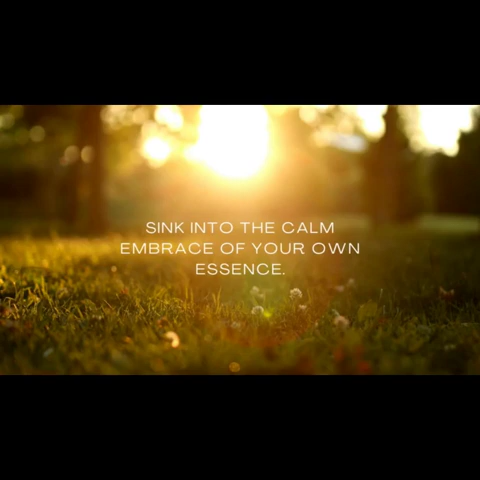 SINK INTO THE CALM
EMBRACE OF YOUR OWN
ESSENCE.